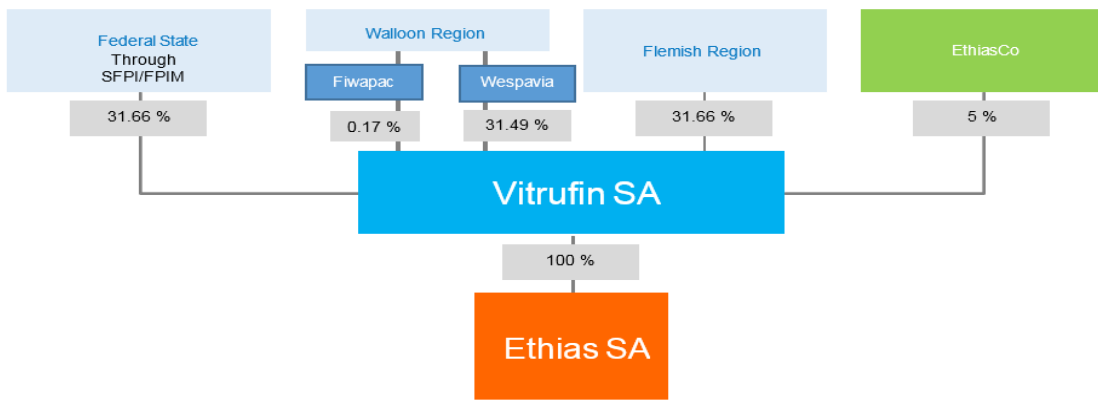 Federal State
Through
SFPI/FPIM
Walloon Region
Fiwapac
Wespavia
Flemish Region
EthiasCo
31.66 %
0.17 %
31.49 %
31.66 %
5 %
Vitrufin SA
100 %
Ethias SA